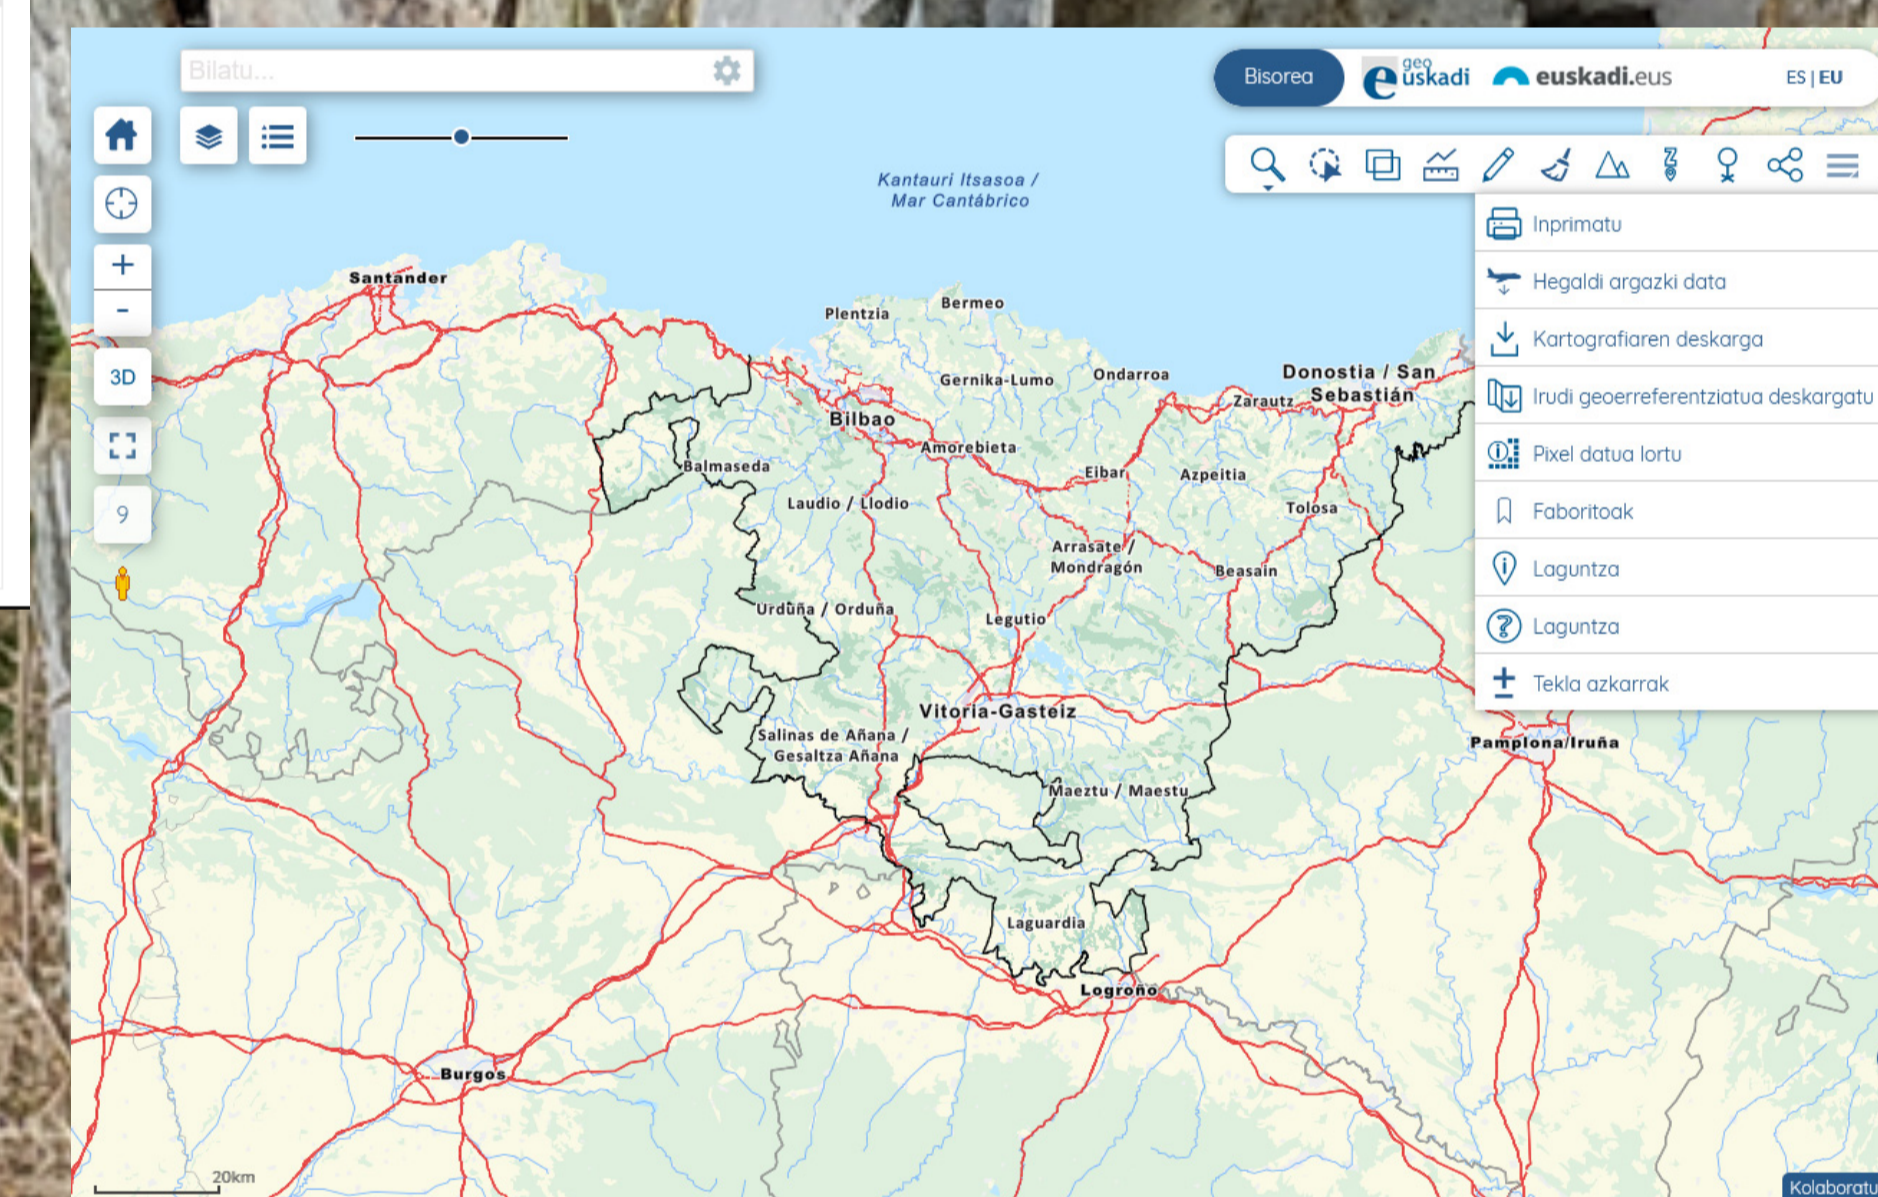 Bilatu...
Bisorea
geo
euskadi
euskadi.eus
ES | EU
Kantauri Itsasoa /
Mar Cantábrico
Inprimatu
Hegaldi argazki data
Kartografiaren deskarga
Irudi geoerreferentziatua deskargatu
Pixel datua lortu
Faboritoak
Laguntza
Laguntza
Tekla azkarrak
+
-
3D
9
Santander
Plentzia
Bermeo
Gernika-Lumo
Ondarroa
Donostia / San
Sebastián
Zarautz
Bilbao
Amorebieta
Balmaseda
Eibar
Azpeitia
Laudio / Llodio
Tolosa
Arrasate /
Mondragón
Beasain
Urduña / Orduña
Legutio
Vitoria-Gasteiz
Salinas de Añana /
Gesaltza Añana
Pamplona/Iruña
Maeztu / Maestu
Laguardia
Logroño
Burgos
20km
Kolaboratu